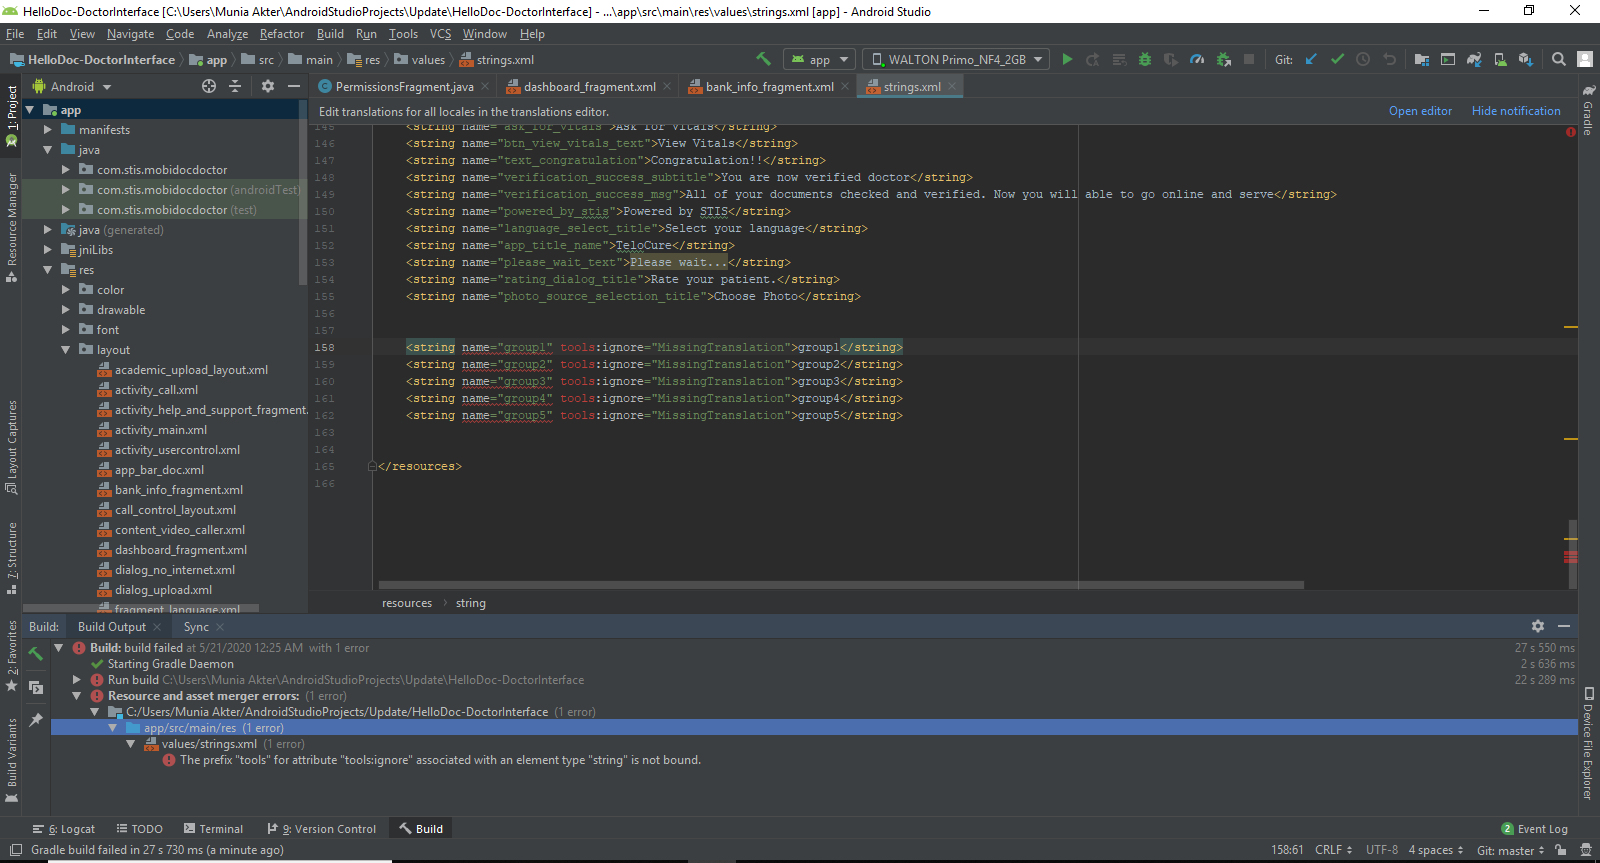 HelloDoc-DoctorInterface [C:\Users\Munia Akter\AndroidStudioProjects\Update\HelloDoc-DoctorInterface] - ...\app\src\main\res\values\strings.xml [app] - Android Studio
File Edit View Navigate Code Analyze Refactor Build Run Tools VCS Window Help
HelloDoc-DoctorInterface app src main res values strings.xml app WALTON Primo_NF4_2GB Git:
Android PermissionsFragment.java dashboard_fragment.xml bank_info_fragment.xml strings.xml
Edit translations for all locales in the translations editor. Open editor Hide notification
1: Project
Resource Manager
Layout Captures
7: Structure
2: Favorites
Build Variants
app
manifests
java
com.stis.mobidocdoctor
com.stis.mobidocdoctor (androidTest)
com.stis.mobidocdoctor (test)
java (generated)
jniLibs
res
color
drawable
font
layout
academic_upload_layout.xml
activity_call.xml
activity_help_and_support_fragment.
activity_main.xml
activity_usercontrol.xml
app_bar_doc.xml
bank_info_fragment.xml
call_control_layout.xml
content_video_caller.xml
dashboard_fragment.xml
dialog_no_internet.xml
dialog_upload.xml
fragment_language.xml
145 <string name="ask_for_vitals">Ask for Vitals</string>
146 <string name="btn_view_vitals_text">View Vitals</string>
147 <string name="text_congratulation">Congratulation!!</string>
148 <string name="verification_success_subtitle">You are now verified doctor</string>
149 <string name="verification_success_msg">All of your documents checked and verified. Now you will able to go online and serve</string>
150 <string name="powered_by_stis">Powered by STIS</string>
151 <string name="language_select_title">Select your language</string>
152 <string name="app_title_name">TeloCure</string>
153 <string name="please_wait_text">Please wait...</string>
154 <string name="rating_dialog_title">Rate your patient.</string>
155 <string name="photo_source_selection_title">Choose Photo</string>
156
157
158 <string name="group1" tools:ignore="MissingTranslation">group1</string>
159 <string name="group2" tools:ignore="MissingTranslation">group2</string>
160 <string name="group3" tools:ignore="MissingTranslation">group3</string>
161 <string name="group4" tools:ignore="MissingTranslation">group4</string>
162 <string name="group5" tools:ignore="MissingTranslation">group5</string>
163
164
165 </resources>
166
resources string
Gradle
Device File Explorer
Build: Build Output Sync
Build: build failed at 5/21/2020 12:25 AM with 1 error 27 s 550 ms
Starting Gradle Daemon 2 s 636 ms
Run build C:\Users\Munia Akter\AndroidStudioProjects\Update\HelloDoc-DoctorInterface 22 s 289 ms
Resource and asset merger errors: (1 error)
C:/Users/Munia Akter/AndroidStudioProjects/Update/HelloDoc-DoctorInterface (1 error)
app/src/main/res (1 error)
values/strings.xml (1 error)
The prefix "tools" for attribute "tools:ignore" associated with an element type "string" is not bound.
6: Logcat TODO Terminal 9: Version Control Build 2 Event Log
Gradle build failed in 27 s 730 ms (a minute ago) 158:61 CRLF UTF-8 4 spaces Git: master